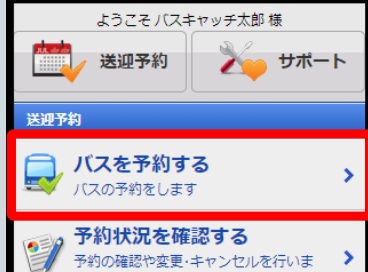 ようこそ バスキャッチ太郎 様
送迎予約 サポート
送迎予約
バスを予約する
バスの予約をします
予約状況を確認する
予約の確認や変更・キャンセルを行いま